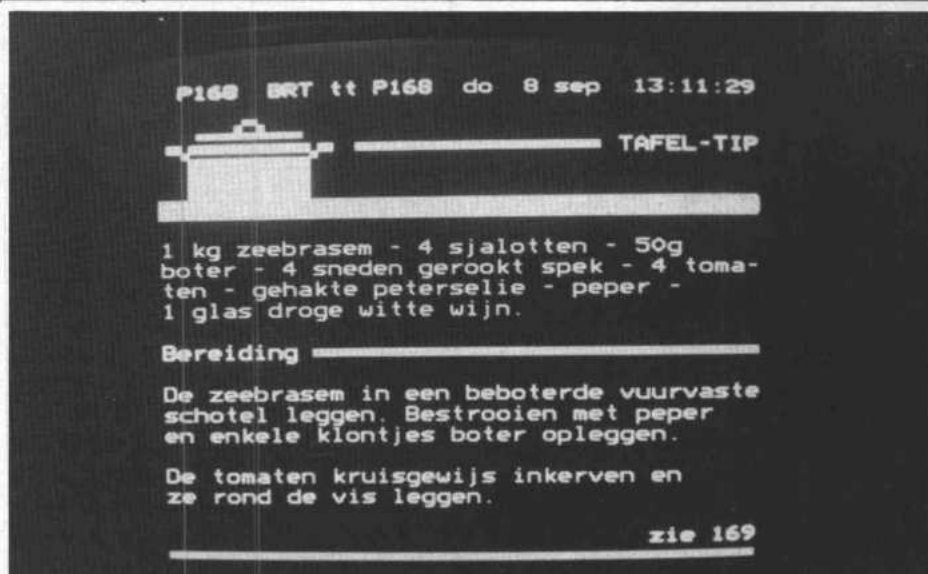 P168 BRT tt P168 do 8 sep 13:11:29
TAFEL-TIP
1 kg zeebrasem - 4 sjalotten - 50g
boter - 4 sneden gerookt spek - 4 toma-
ten - gehakte peterselie - peper -
1 glas droge witte wijn.
Bereiding
De zeebrasem in een beboterde vuurvaste
schotel leggen. Bestrooien met peper
en enkele klontjes boter opleggen.
De tomaten kruisgewijs inkerven en
ze rond de vis leggen.
zie 169